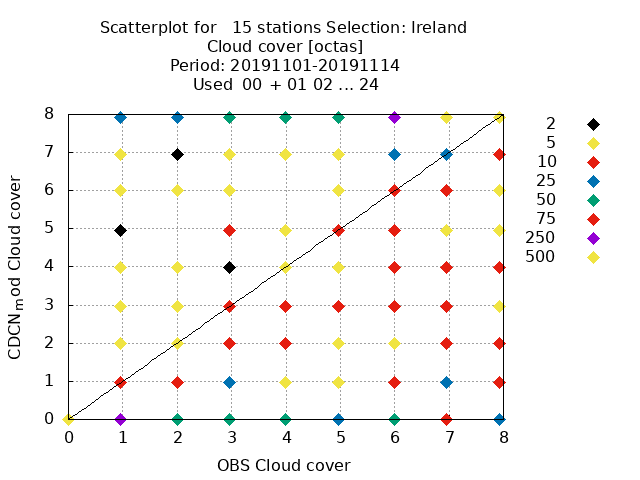 Scatterplot for   15 stations Selection: Ireland
Cloud cover [octas]
Period: 20191101-20191114
Used  00 + 01 02 ... 24
8
7
6
5
4
3
2
1
0
CDCN_mod Cloud cover
0 1 2 3 4 5 6 7 8
OBS Cloud cover
2
5
10
25
50
75
250
500